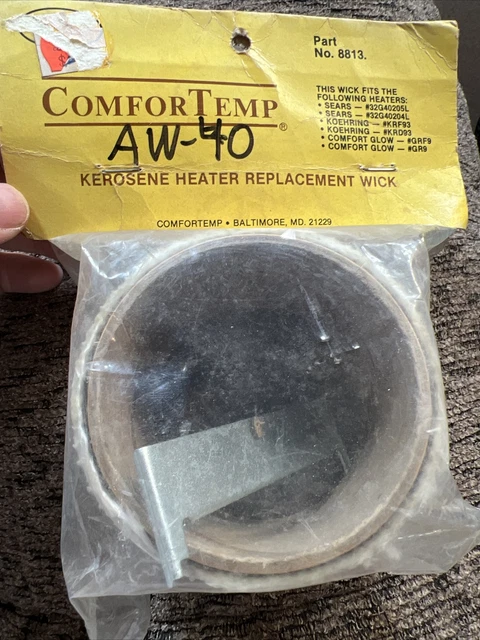 Part
No. 8813.
COMFORTEMP®
AW-40
THIS WICK FITS THE
FOLLOWING HEATERS:
• SEARS — #32G40205L
• SEARS — #32G40204L
• KOEHRING — #KRF93
• KOEHRING — #KRD93
• COMFORT GLOW — #GRF9
• COMFORT GLOW — #GR9
KEROSENE HEATER REPLACEMENT WICK
COMFORTEMP • BALTIMORE, MD. 21229